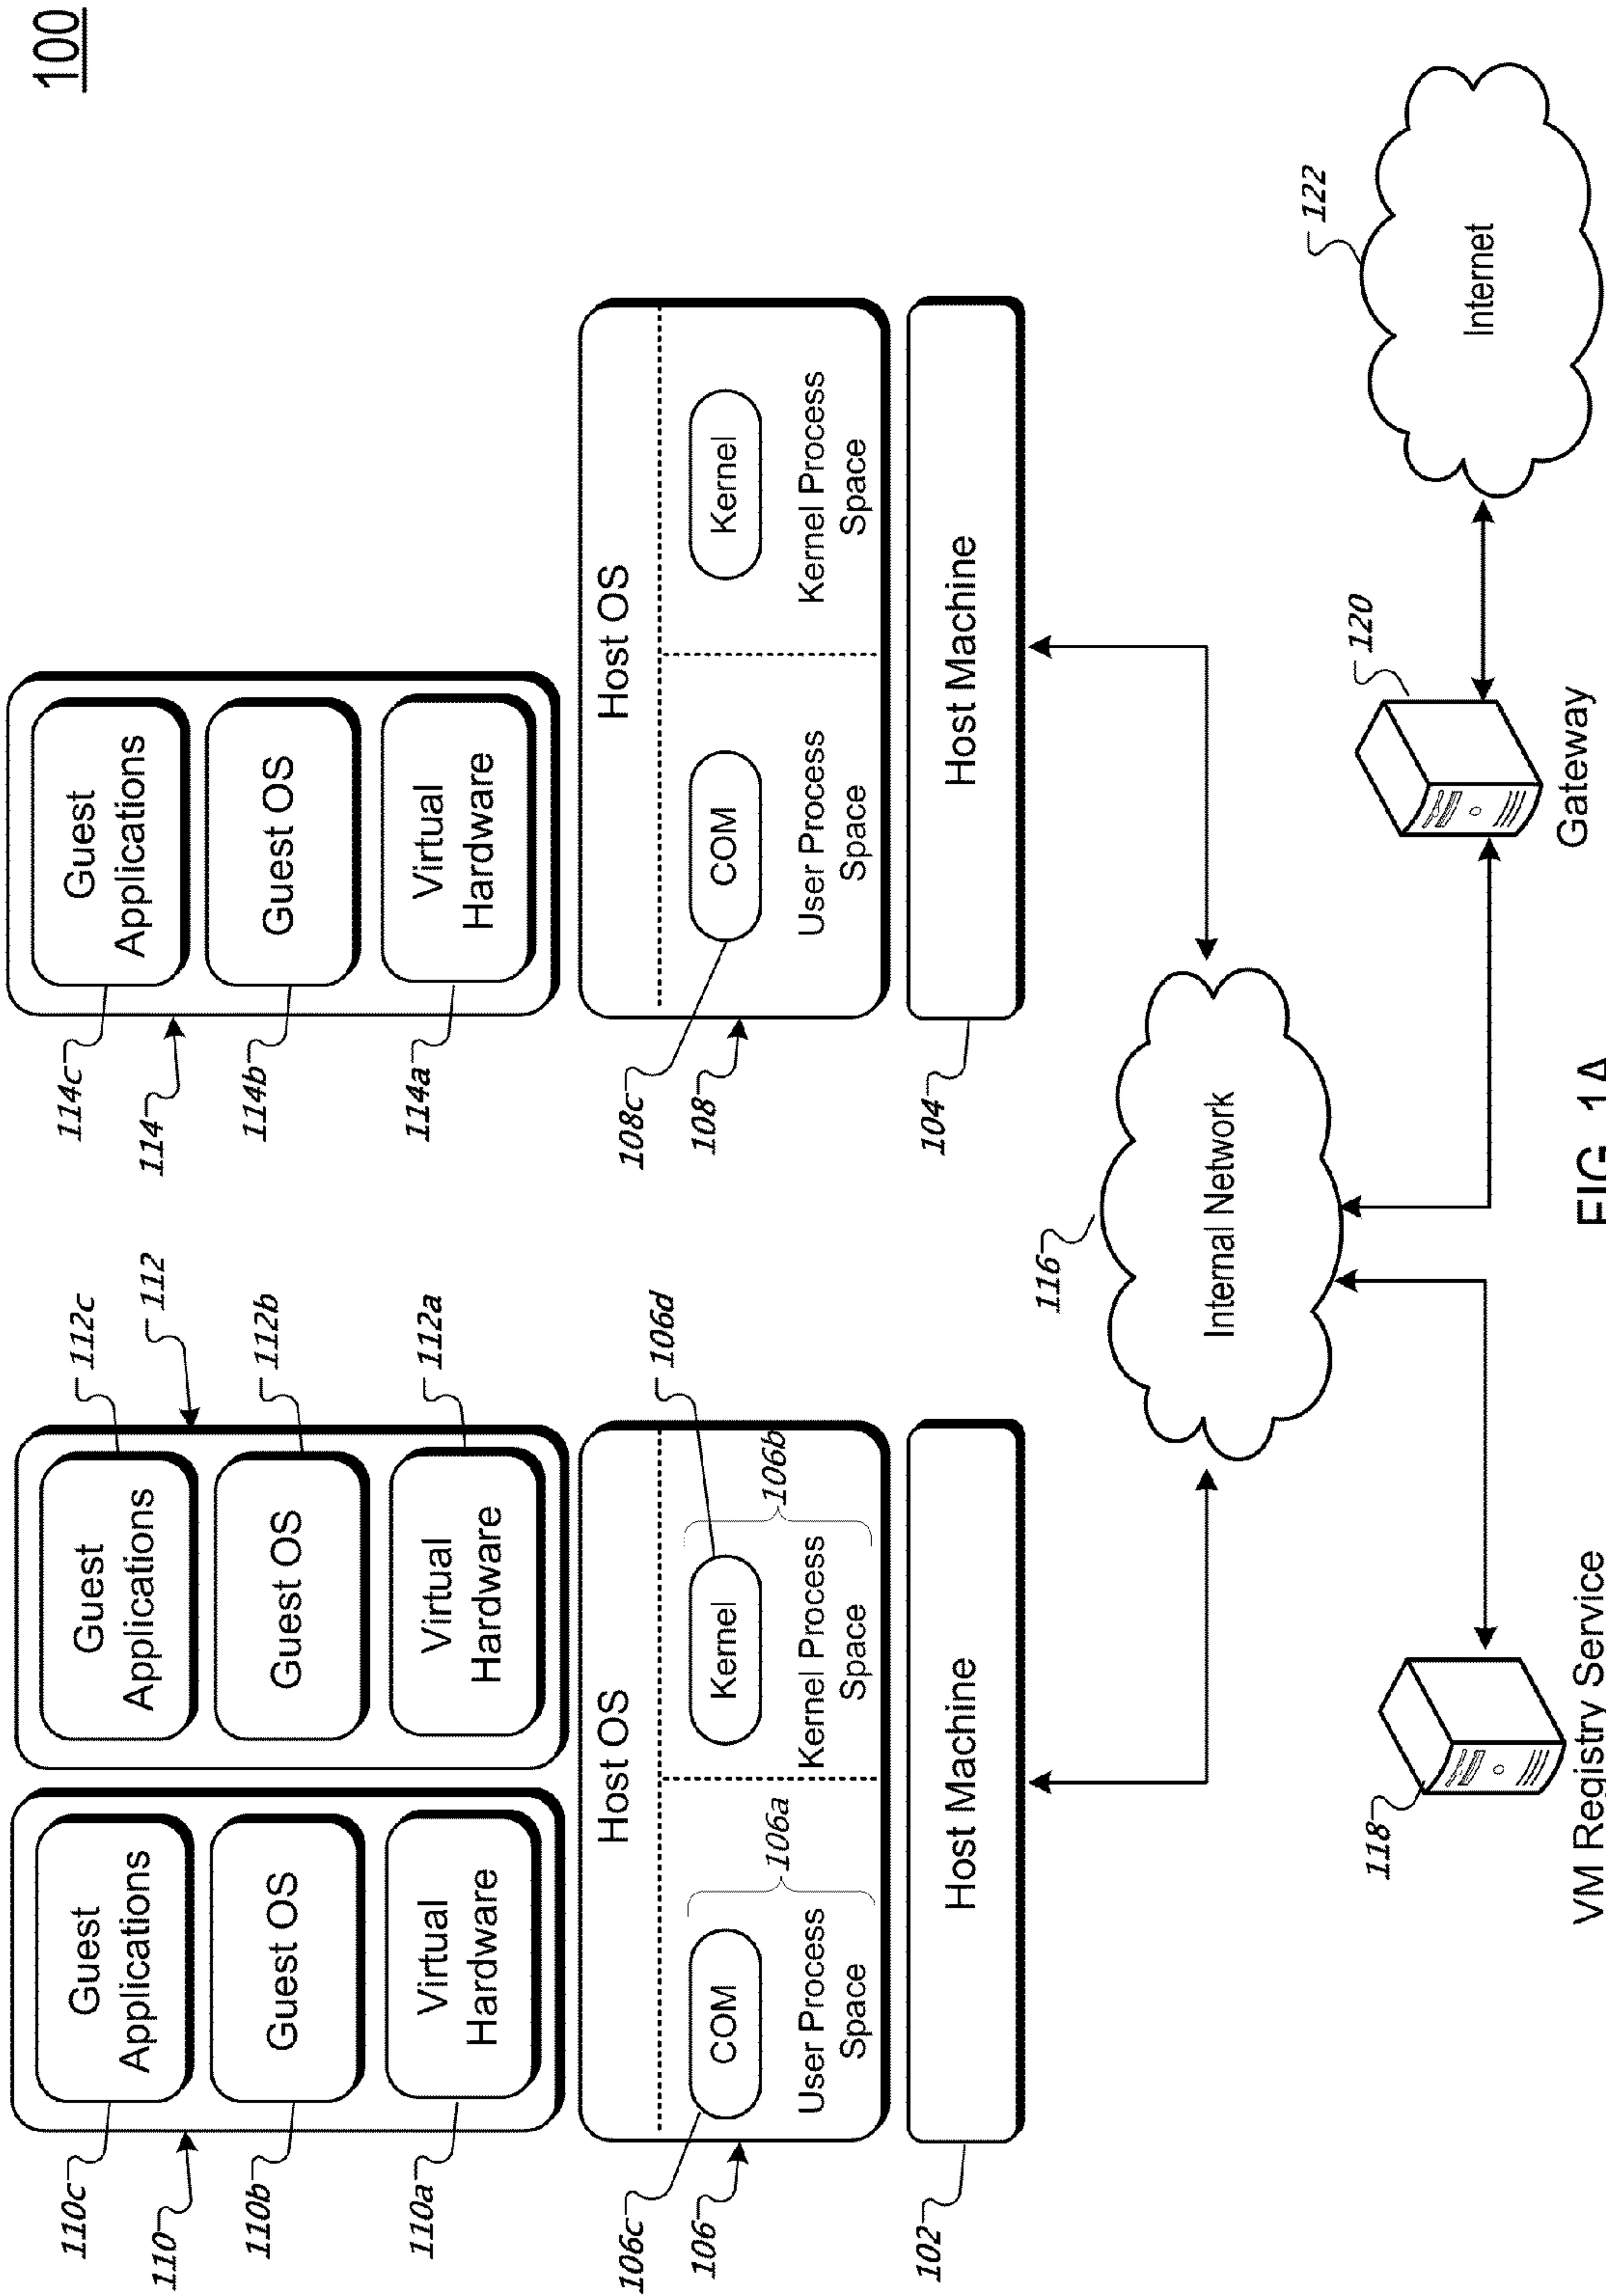 100
110c
Guest
Applications
110
110b
Guest OS
110a
Virtual
Hardware
Guest
Applications
112c
112
Guest OS
112b
Virtual
Hardware
112a
114c
Guest
Applications
114
114b
Guest OS
114a
Virtual
Hardware
Host OS
106c
COM
106
User Process
Space
106a
Kernel
106d
Kernel Process
Space
106b
Host OS
108c
COM
108
User Process
Space
Kernel
Kernel Process
Space
102
Host Machine
104
Host Machine
116
Internal Network
118
VM Registry Service
120
Gateway
122
Internet
FIG. 1A